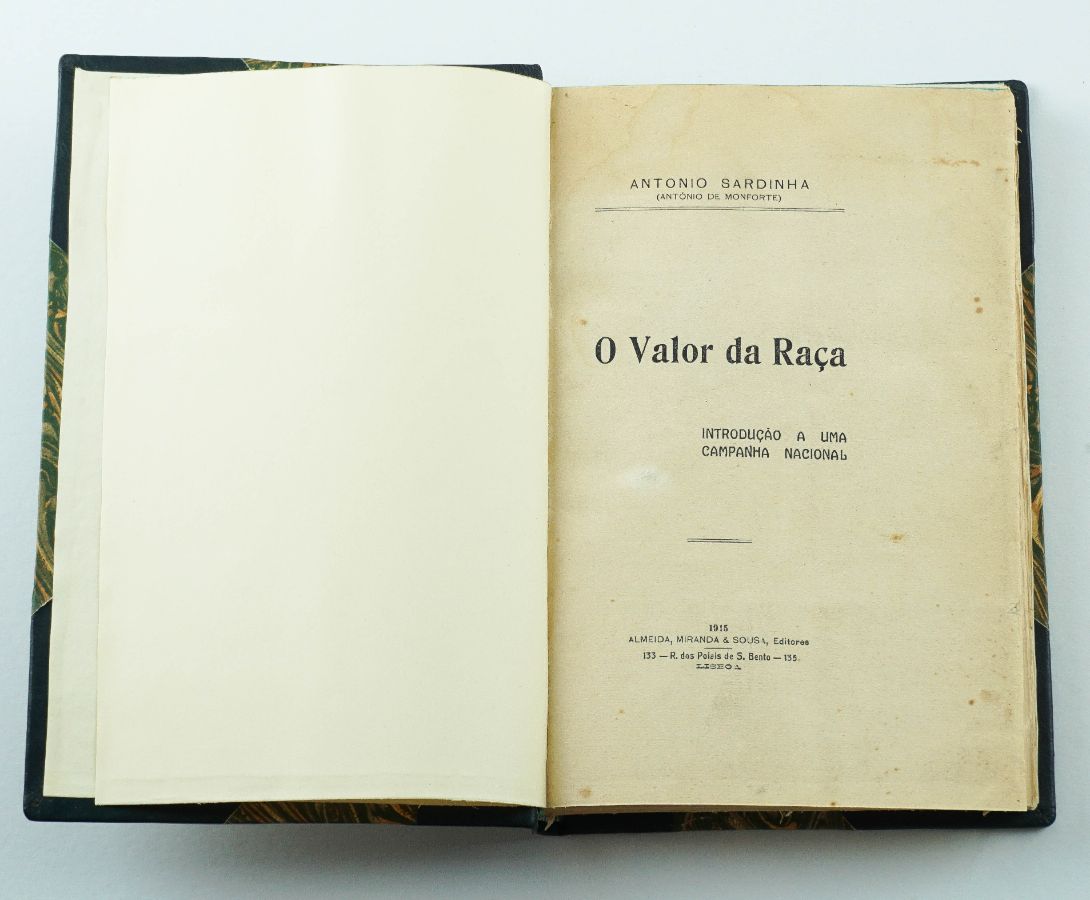 ANTONIO SARDINHA
(ANTÓNIO DE MONFORTE)
O Valor da Raça
INTRODUÇÃO A UMA
CAMPANHA NACIONAL
1915
ALMEIDA, MIRANDA & SOUSA, Editores
133 — R. dos Poiais de S. Bento — 135
LISBOA